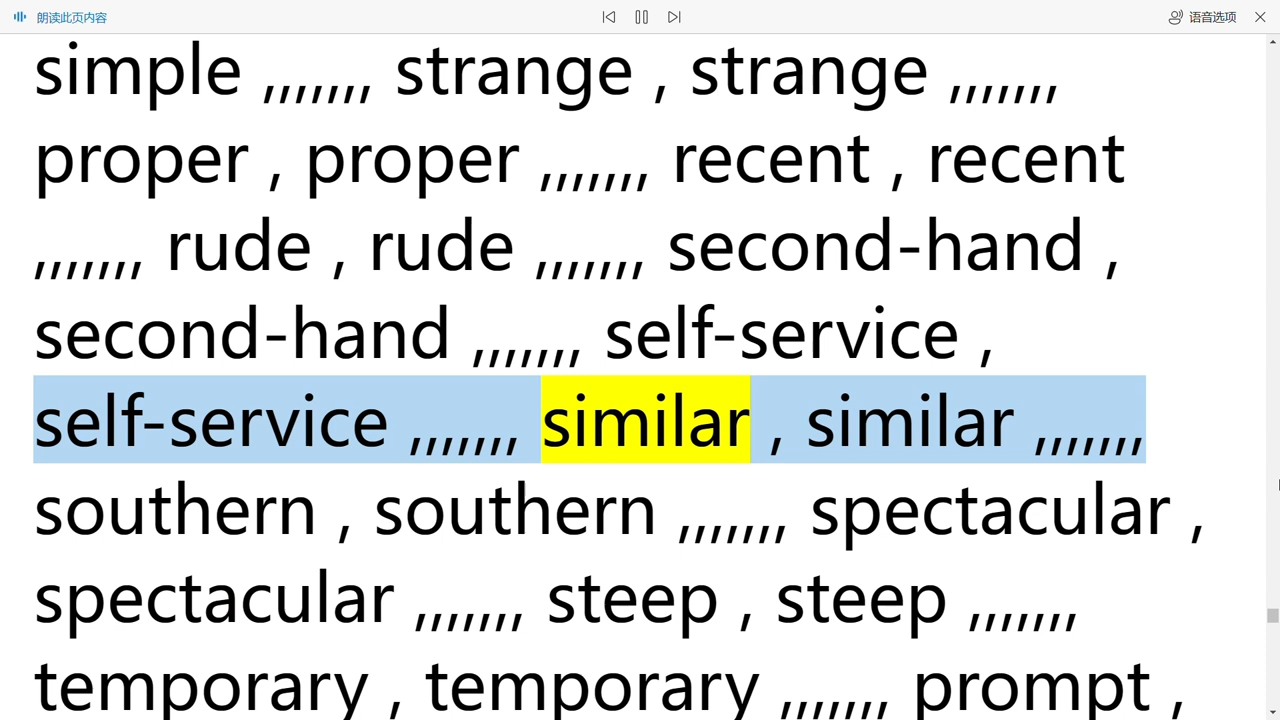 朗读此页内容
语音选项
simple ,,,,,,, strange , strange ,,,,,,,
proper , proper ,,,,,,, recent , recent
,,,,,,, rude , rude ,,,,,,, second-hand ,
second-hand ,,,,,,, self-service ,
self-service ,,,,,,, similar , similar ,,,,,,,
southern , southern ,,,,,,, spectacular ,
spectacular ,,,,,,, steep , steep ,,,,,,,
temporary , temporary ,,,,,,, prompt ,